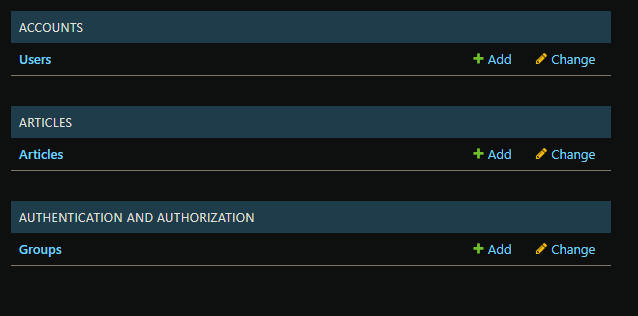 ACCOUNTS
Users Add Change
ARTICLES
Articles Add Change
AUTHENTICATION AND AUTHORIZATION
Groups Add Change